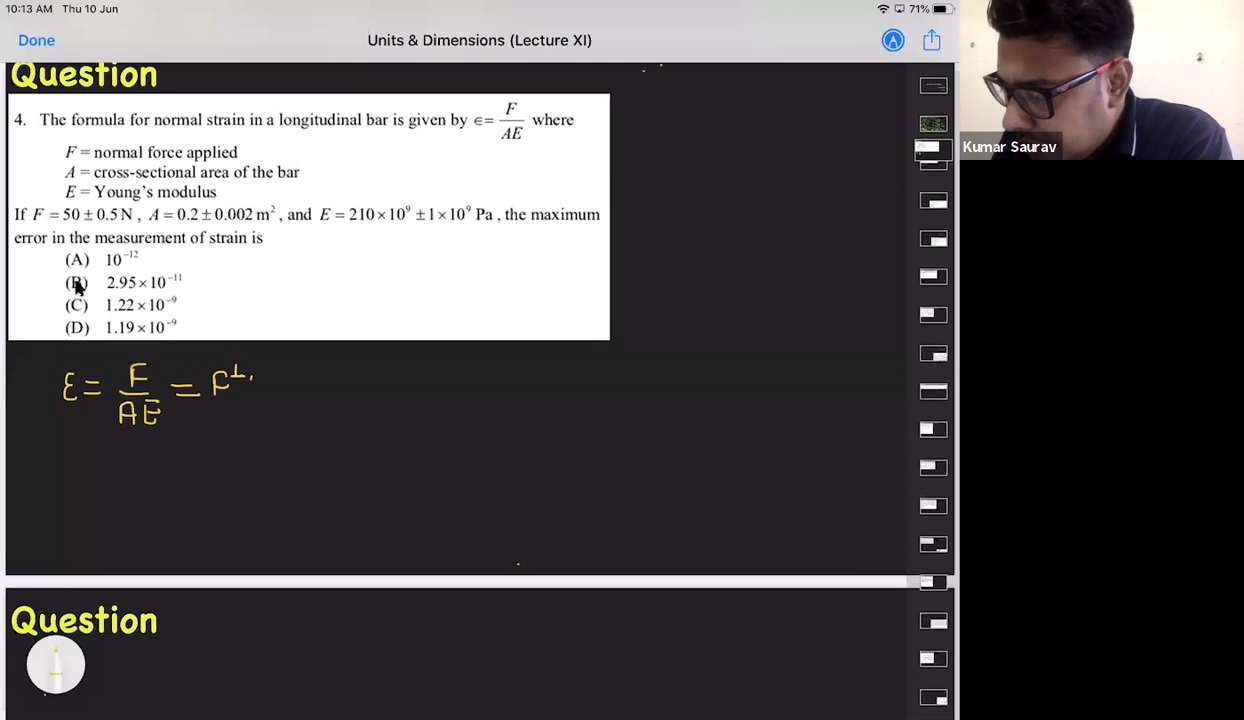 10:13 AM Thu 10 Jun
71%
Done
Units & Dimensions (Lecture XI)
Question
4. The formula for normal strain in a longitudinal bar is given by ϵ= F/AE where
F = normal force applied
A = cross-sectional area of the bar
E = Young's modulus
If F = 50 ± 0.5 N , A = 0.2 ± 0.002 m², and E = 210×10⁹ ±1×10⁹ Pa , the maximum
error in the measurement of strain is
(A) 10⁻¹²
(B) 2.95×10⁻¹¹
(C) 1.22×10⁻⁹
(D) 1.19×10⁻⁹
ε = F/AE = F¹.
Question
Kumar Saurav